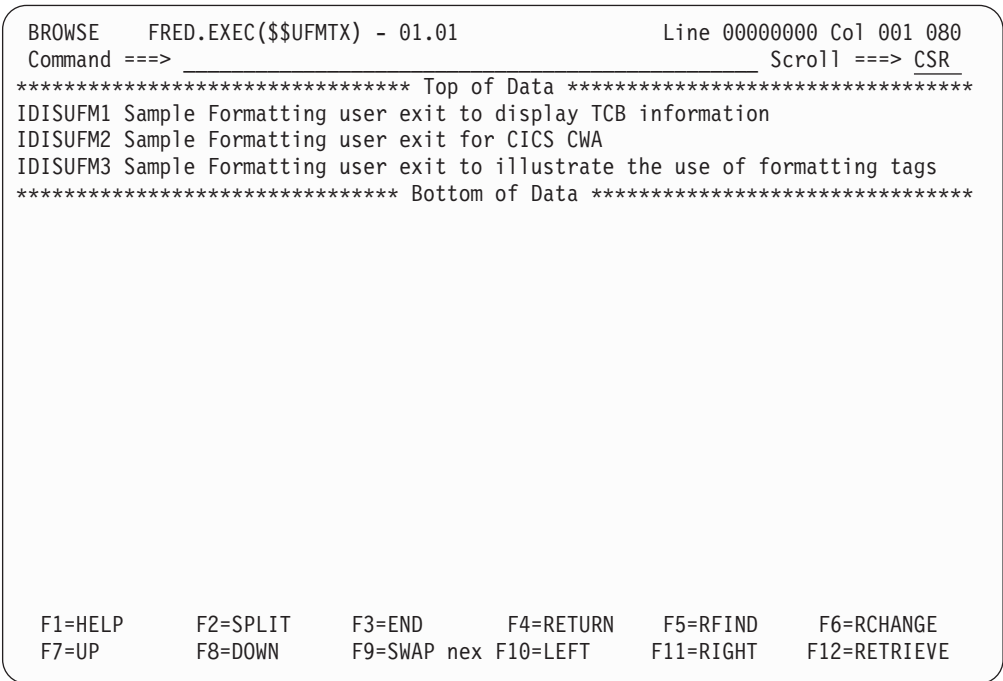 BROWSE FRED.EXEC($$UFMTX) - 01.01 Line 00000000 Col 001 080
Command ===> ________________________________________________ Scroll ===> CSR
********************************* Top of Data **********************************
IDISUFM1 Sample Formatting user exit to display TCB information
IDISUFM2 Sample Formatting user exit for CICS CWA
IDISUFM3 Sample Formatting user exit to illustrate the use of formatting tags
******************************** Bottom of Data ********************************
F1=HELP F2=SPLIT F3=END F4=RETURN F5=RFIND F6=RCHANGE
F7=UP F8=DOWN F9=SWAP nex F10=LEFT F11=RIGHT F12=RETRIEVE